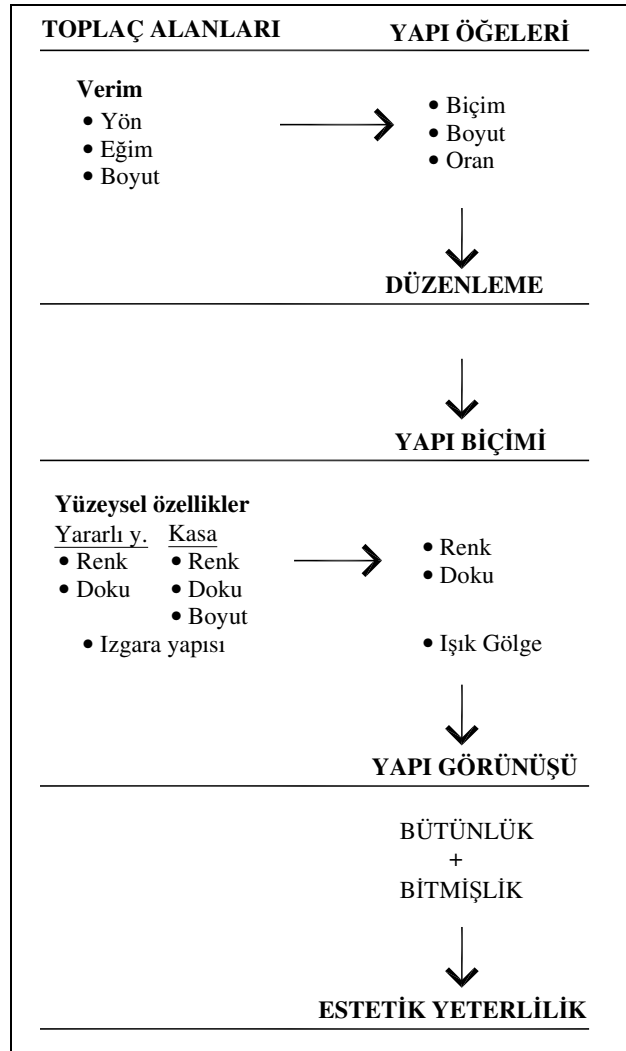 TOPLAÇ ALANLARI YAPI ÖĞELERİ
Verim
• Yön
• Eğim
• Boyut
• Biçim
• Boyut
• Oran
DÜZENLEME
YAPI BİÇİMİ
Yüzeysel özellikler
Yararlı y. Kasa
• Renk • Renk
• Doku • Doku
• Boyut
• Izgara yapısı
• Renk
• Doku
• Işık Gölge
YAPI GÖRÜNÜŞÜ
BÜTÜNLÜK
+
BİTMİŞLİK
ESTETİK YETERLİLİK